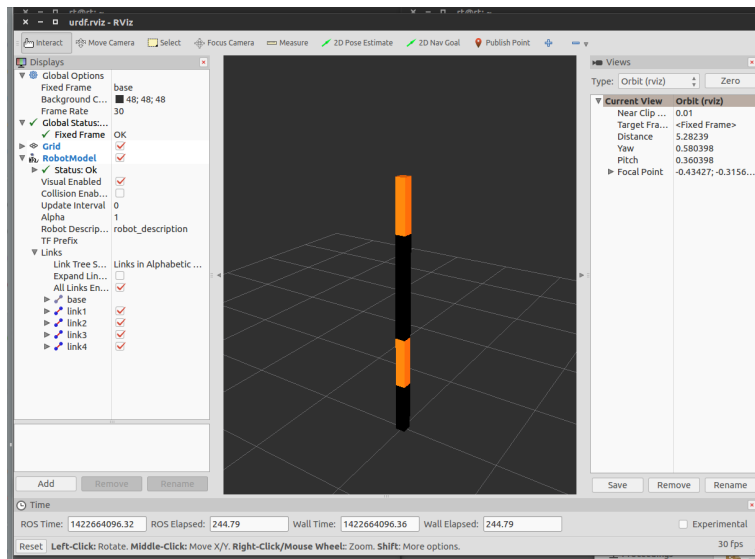 urdf.rviz - RViz
Interact Move Camera Select Focus Camera Measure 2D Pose Estimate 2D Nav Goal Publish Point
Displays
Global Options
Fixed Frame base
Background C... 48; 48; 48
Frame Rate 30
Global Status:...
Fixed Frame OK
Grid
RobotModel
Status: Ok
Visual Enabled
Collision Enab...
Update Interval 0
Alpha 1
Robot Descrip... robot_description
TF Prefix
Links
Link Tree S... Links in Alphabetic ...
Expand Lin...
All Links En...
base
link1
link2
link3
link4
Add Remove Rename
Views
Type: Orbit (rviz) Zero
Current View Orbit (rviz)
Near Clip ... 0.01
Target Fra... <Fixed Frame>
Distance 5.28239
Yaw 0.580398
Pitch 0.360398
Focal Point -0.43427; -0.3156...
Save Remove Rename
Time
ROS Time: 1422664096.32 ROS Elapsed: 244.79 Wall Time: 1422664096.36 Wall Elapsed: 244.79 Experimental
Reset Left-Click: Rotate. Middle-Click: Move X/Y. Right-Click/Mouse Wheel:: Zoom. Shift: More options. 30 fps